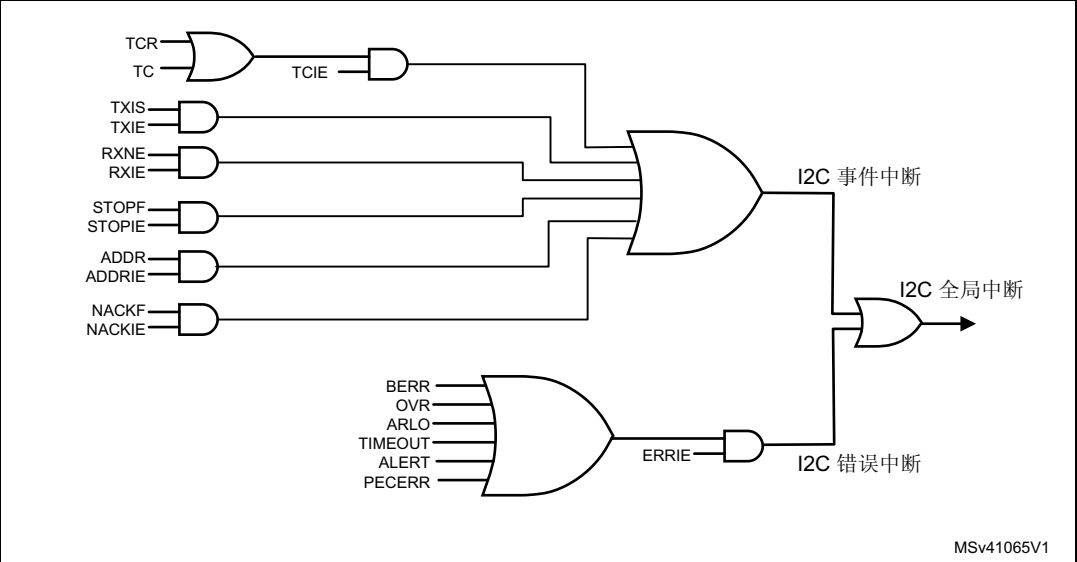 TCR
TC
TCIE
TXIS
TXIE
RXNE
RXIE
STOPF
STOPIE
ADDR
ADDRIE
NACKF
NACKIE
I2C 事件中断
I2C 全局中断
BERR
OVR
ARLO
TIMEOUT
ALERT
PECERR
ERRIE
I2C 错误中断
MSv41065V1